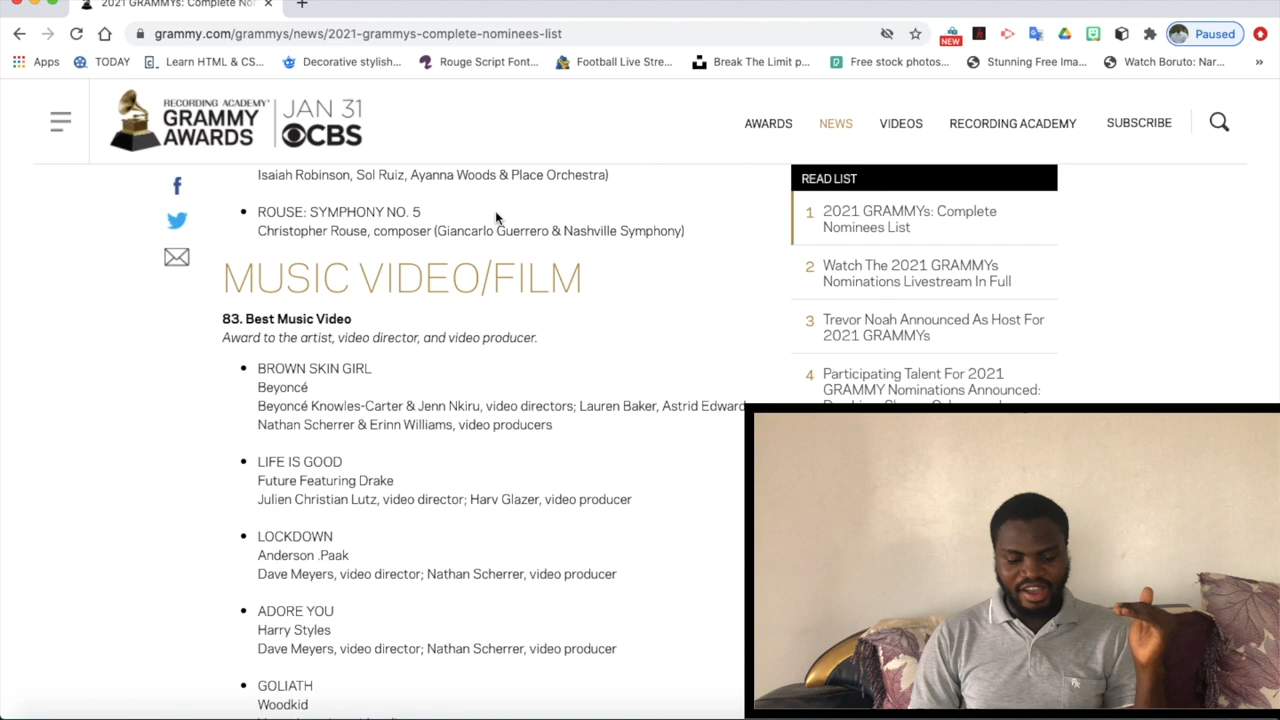 2021 GRAMMYs: Complete Nor
grammy.com/grammys/news/2021-grammys-complete-nominees-list
NEW
Paused
Apps
TODAY
Learn HTML & CS...
Decorative stylish...
Rouge Script Font...
Football Live Stre...
Break The Limit p...
Free stock photos...
Stunning Free Ima...
Watch Boruto: Nar...
»
RECORDING ACADEMY
GRAMMY
AWARDS
JAN 31
CBS
AWARDS
NEWS
VIDEOS
RECORDING ACADEMY
SUBSCRIBE
Isaiah Robinson, Sol Ruiz, Ayanna Woods & Place Orchestra)
ROUSE: SYMPHONY NO. 5
Christopher Rouse, composer (Giancarlo Guerrero & Nashville Symphony)
MUSIC VIDEO/FILM
83. Best Music Video
Award to the artist, video director, and video producer.
BROWN SKIN GIRL
Beyoncé
Beyoncé Knowles-Carter & Jenn Nkiru, video directors; Lauren Baker, Astrid Edward
Nathan Scherrer & Erinn Williams, video producers
LIFE IS GOOD
Future Featuring Drake
Julien Christian Lutz, video director; Harv Glazer, video producer
LOCKDOWN
Anderson .Paak
Dave Meyers, video director; Nathan Scherrer, video producer
ADORE YOU
Harry Styles
Dave Meyers, video director; Nathan Scherrer, video producer
GOLIATH
Woodkid
READ LIST
1 2021 GRAMMYs: Complete
Nominees List
2 Watch The 2021 GRAMMYs
Nominations Livestream In Full
3 Trevor Noah Announced As Host For
2021 GRAMMYs
4 Participating Talent For 2021
GRAMMY Nominations Announced: